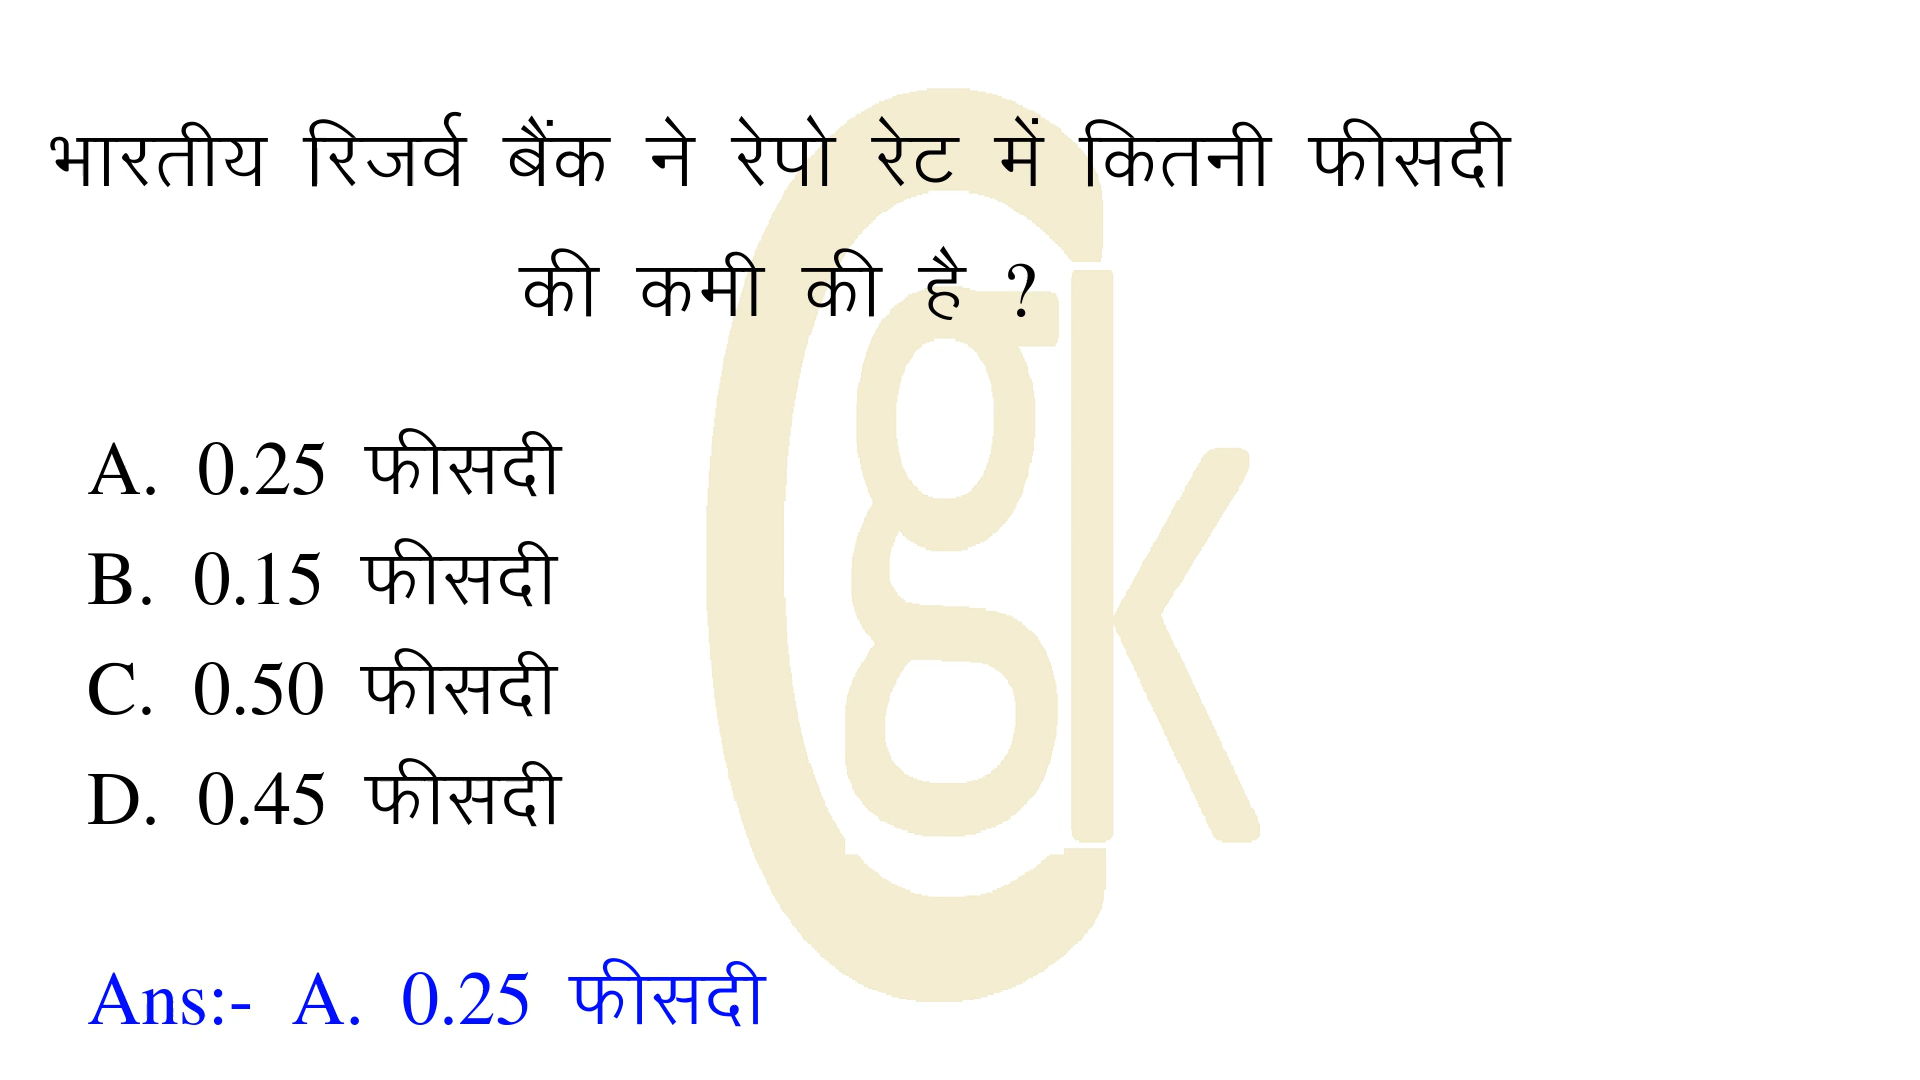 भारतीय रिजर्व बैंक ने रेपो रेट में कितनी फीसदी
की कमी की है ?
A. 0.25 फीसदी
B. 0.15 फीसदी
C. 0.50 फीसदी
D. 0.45 फीसदी
Ans:- A. 0.25 फीसदी
Cgk